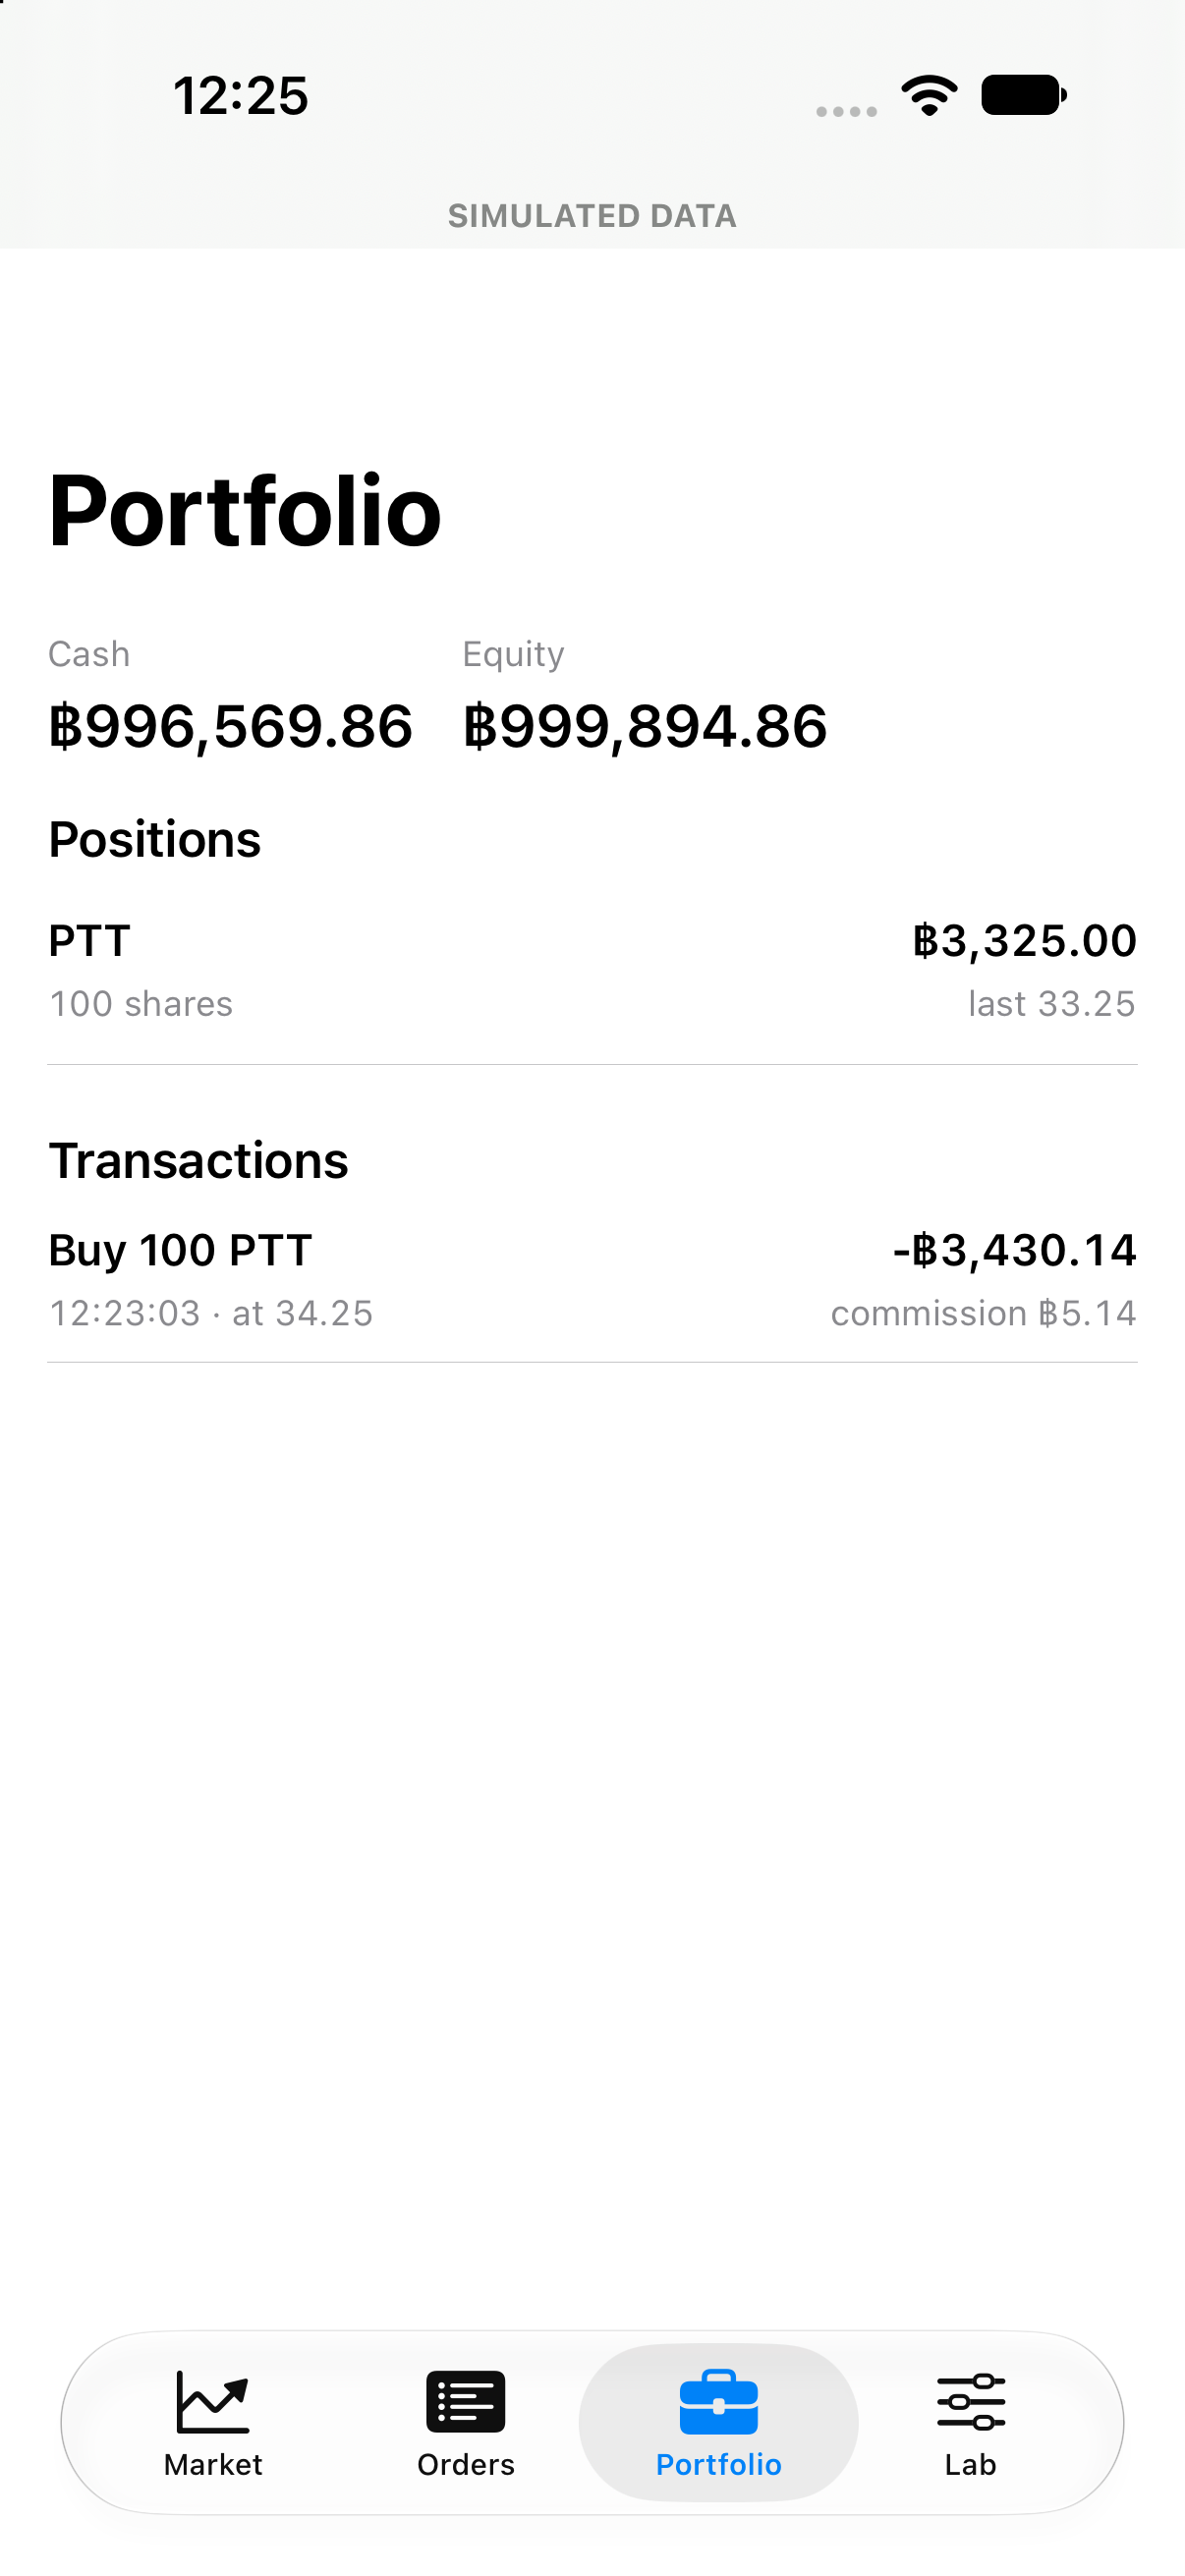 12:25
SIMULATED DATA
Portfolio
Cash Equity
฿996,569.86 ฿999,894.86
Positions
PTT ฿3,325.00
100 shares last 33.25
Transactions
Buy 100 PTT -฿3,430.14
12:23:03 · at 34.25 commission ฿5.14
Market Orders Portfolio Lab